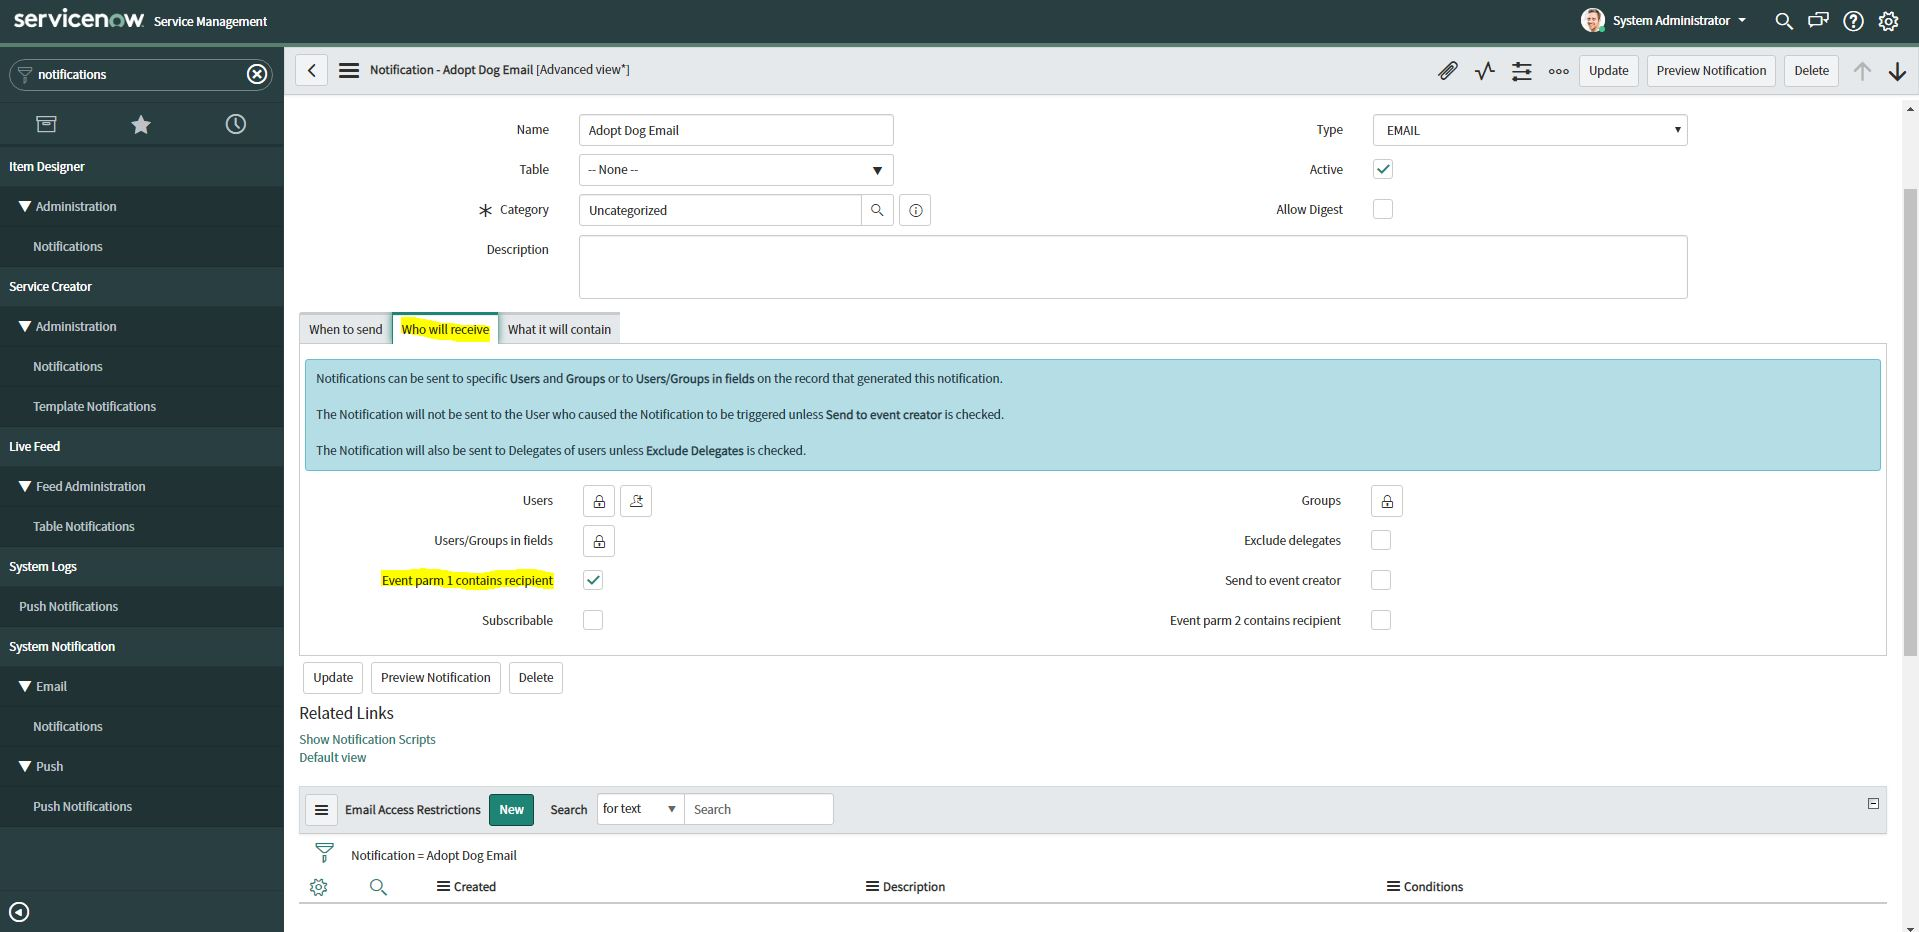 servicenow Service Management
System Administrator
notifications
Item Designer
Administration
Notifications
Service Creator
Administration
Notifications
Template Notifications
Live Feed
Feed Administration
Table Notifications
System Logs
Push Notifications
System Notification
Email
Notifications
Push
Push Notifications
Notification - Adopt Dog Email [Advanced view*]
Update Preview Notification Delete
Name Adopt Dog Email Type EMAIL
Table -- None -- Active
Category Uncategorized Allow Digest
Description
When to send Who will receive What it will contain
Notifications can be sent to specific Users and Groups or to Users/Groups in fields on the record that generated this notification.
The Notification will not be sent to the User who caused the Notification to be triggered unless Send to event creator is checked.
The Notification will also be sent to Delegates of users unless Exclude Delegates is checked.
Users Groups
Users/Groups in fields Exclude delegates
Event parm 1 contains recipient Send to event creator
Subscribable Event parm 2 contains recipient
Update Preview Notification Delete
Related Links
Show Notification Scripts
Default view
Email Access Restrictions New Search for text Search
Notification = Adopt Dog Email
Created Description Conditions